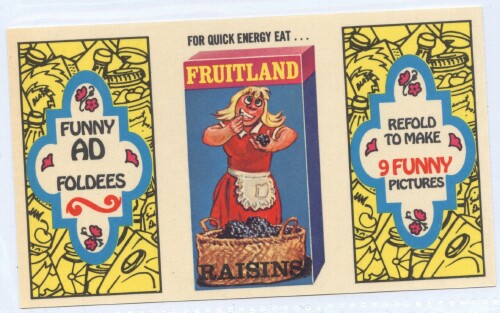 FOR QUICK ENERGY EAT . . .
FUNNY
AD
FOLDEES
FRUITLAND
RAISINS
REFOLD
TO MAKE
9 FUNNY
PICTURES